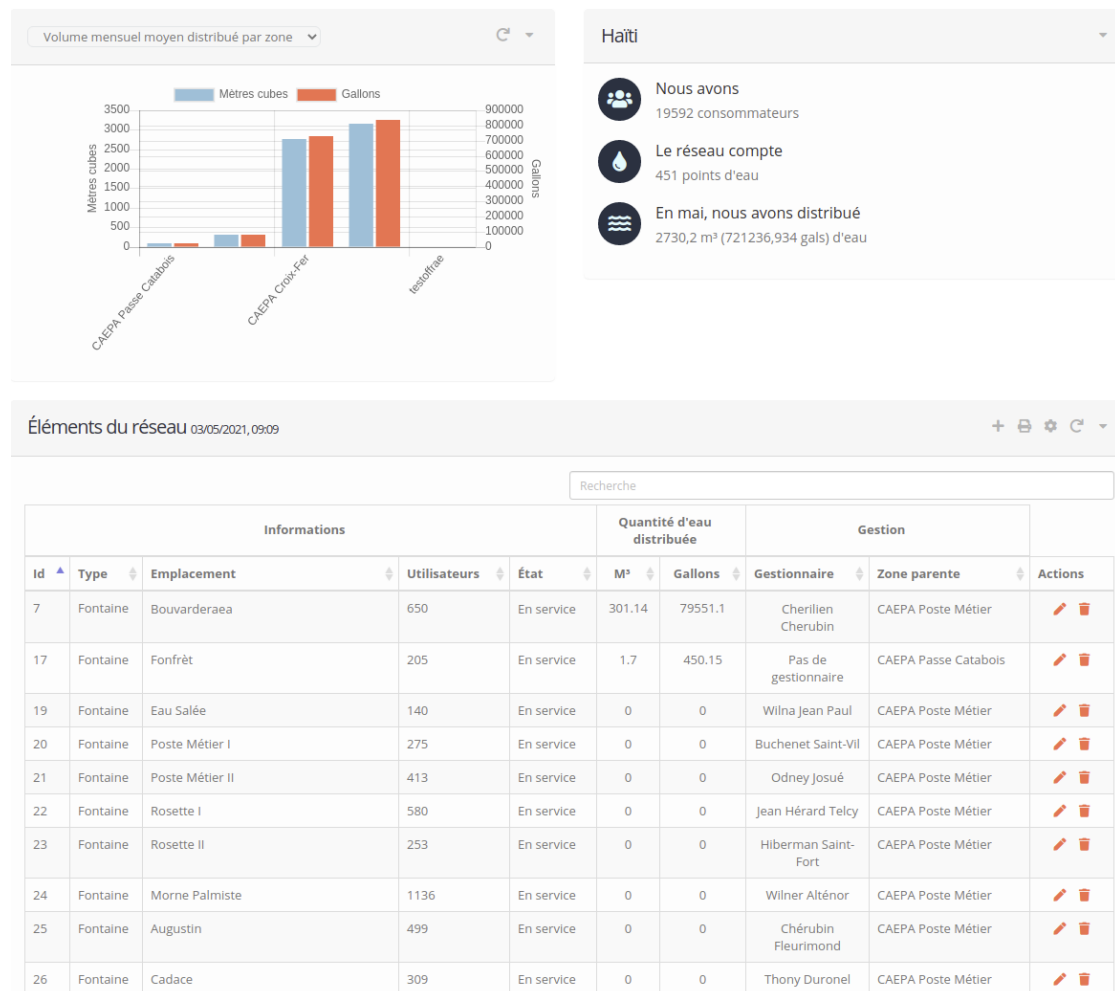 Volume mensuel moyen distribué par zone
Mètres cubes Gallons
3500
3000
2500
2000
1500
1000
500
0
Mètres cubes
900000
800000
700000
600000
500000
400000
300000
200000
100000
0
Gallons
CAEPA Passe Catabois
CAEPA Croix-Fer
testoffrae
Haïti
Nous avons
19592 consommateurs
Le réseau compte
451 points d'eau
En mai, nous avons distribué
2730,2 m³ (721236,934 gals) d'eau
Éléments du réseau 03/05/2021, 09:09
Recherche
Informations Quantité d'eau distribuée Gestion
Id Type Emplacement Utilisateurs État M³ Gallons Gestionnaire Zone parente Actions
7 Fontaine Bouvarderaea 650 En service 301.14 79551.1 Cherilien Cherubin CAEPA Poste Métier
17 Fontaine Fonfrèt 205 En service 1.7 450.15 Pas de gestionnaire CAEPA Passe Catabois
19 Fontaine Eau Salée 140 En service 0 0 Wilna Jean Paul CAEPA Poste Métier
20 Fontaine Poste Métier I 275 En service 0 0 Buchenet Saint-Vil CAEPA Poste Métier
21 Fontaine Poste Métier II 413 En service 0 0 Odney Josué CAEPA Poste Métier
22 Fontaine Rosette I 580 En service 0 0 Jean Hérard Telcy CAEPA Poste Métier
23 Fontaine Rosette II 253 En service 0 0 Hiberman Saint-Fort CAEPA Poste Métier
24 Fontaine Morne Palmiste 1136 En service 0 0 Wilner Alténor CAEPA Poste Métier
25 Fontaine Augustin 499 En service 0 0 Chérubin Fleurimond CAEPA Poste Métier
26 Fontaine Cadace 309 En service 0 0 Thony Duronel CAEPA Poste Métier